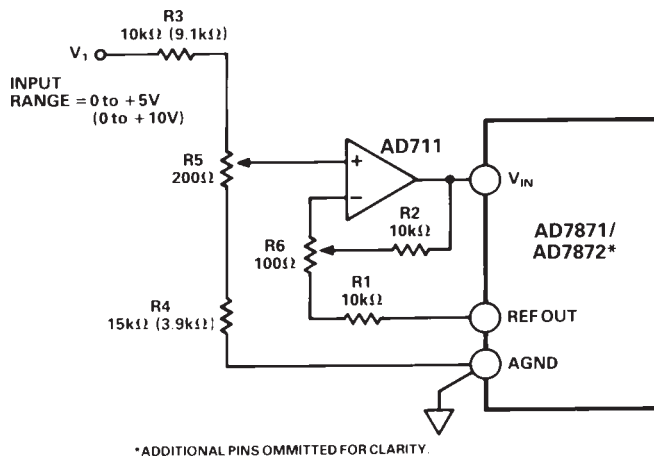 R3
10kΩ (9.1kΩ)
V₁
INPUT
RANGE = 0 to +5V
(0 to +10V)
AD711
R5
200Ω
+
−
VIN
R2
10kΩ
AD7871/
AD7872*
R6
100Ω
R1
10kΩ
R4
15kΩ (3.9kΩ)
REF OUT
AGND
*ADDITIONAL PINS OMMITTED FOR CLARITY.